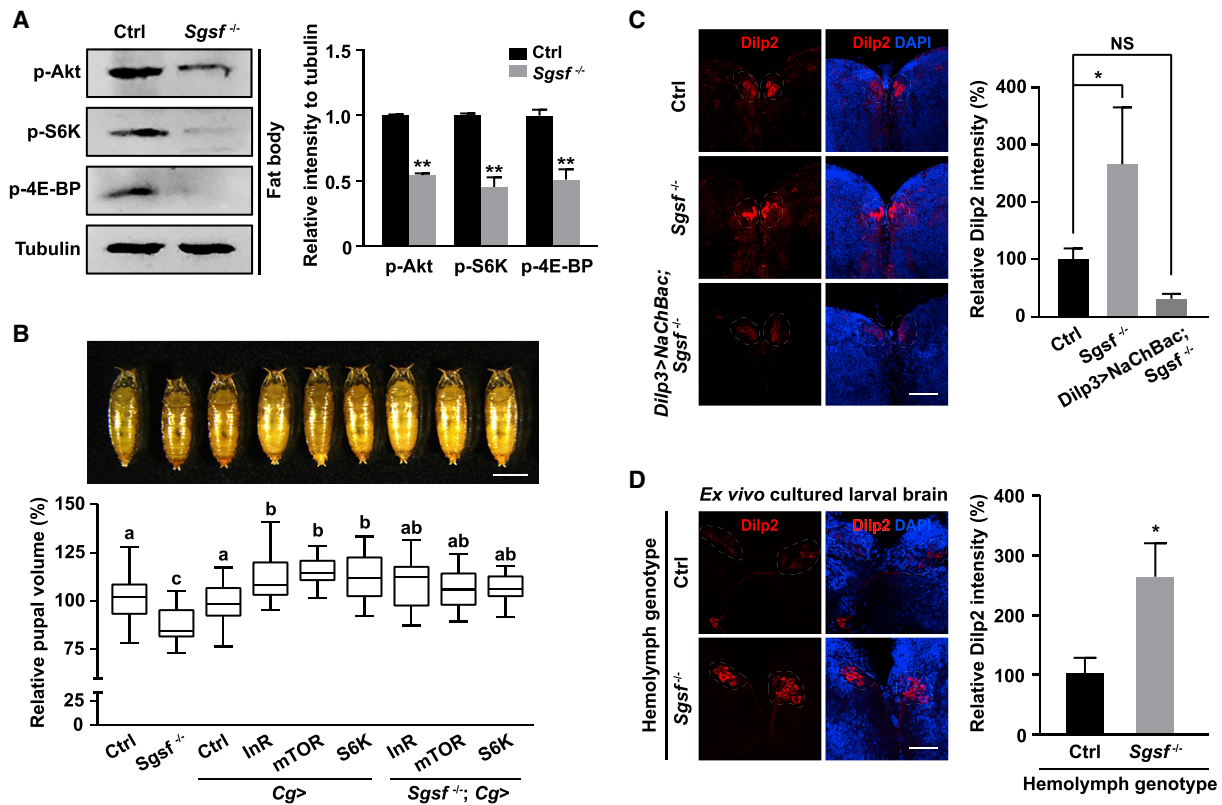 A
Ctrl Sgsf -/-
p-Akt
p-S6K
p-4E-BP
Tubulin
Fat body
Relative intensity to tubulin
1.5
1.0
0.5
0
Ctrl
Sgsf -/-
** ** **
p-Akt p-S6K p-4E-BP
B
Relative pupal volume (%)
150
125
100
75
25
0
a c a b b b ab ab ab
Ctrl Sgsf -/- Ctrl InR mTOR S6K InR mTOR S6K
Cg> Sgsf -/-; Cg>
C
Dilp2 Dilp2 DAPI
Ctrl
Sgsf -/-
Dilp3>NaChBac;
Sgsf -/-
Relative Dilp2 intensity (%)
400
300
200
100
0
NS
*
Ctrl
Sgsf -/-
Dilp3>NaChBac;
Sgsf -/-
D
Ex vivo cultured larval brain
Dilp2 Dilp2 DAPI
Hemolymph genotype
Ctrl
Sgsf -/-
Relative Dilp2 intensity (%)
400
300
200
100
0
*
Ctrl Sgsf -/-
Hemolymph genotype